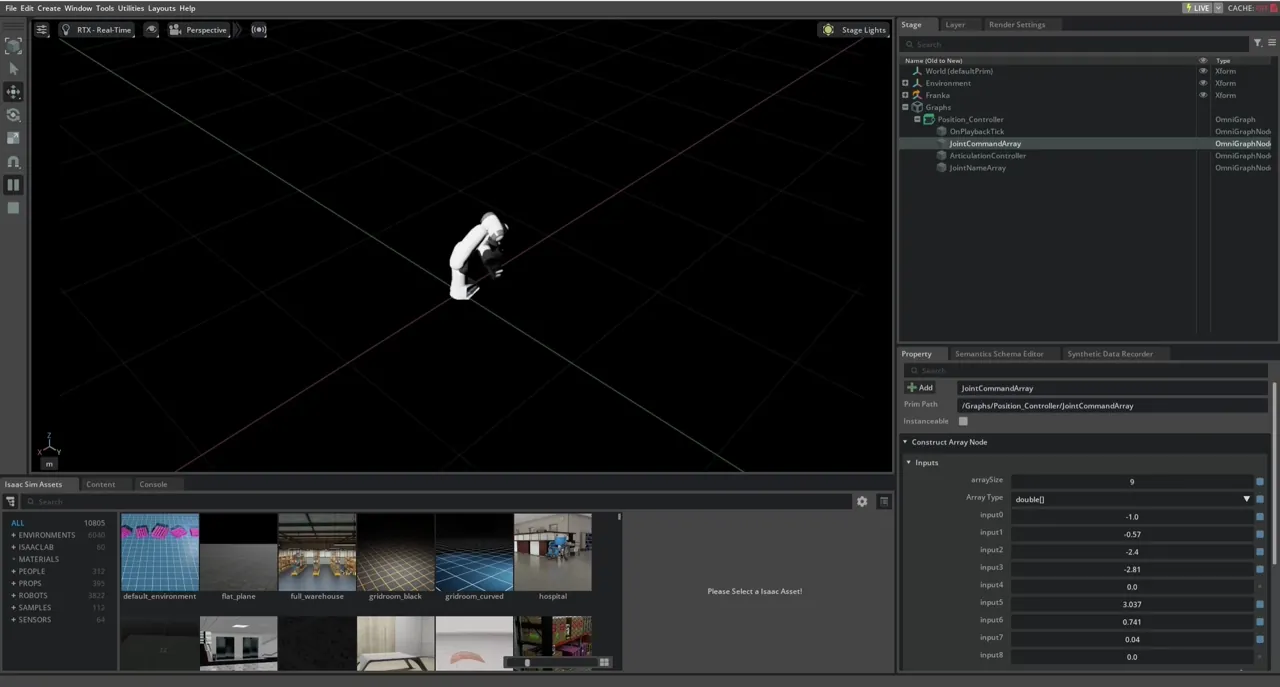 File Edit Create Window Tools Utilities Layouts Help
LIVE CACHE:
RTX - Real-Time Perspective Stage Lights
Z
X Y
m
Stage Layer Render Settings
Search
Name (Old to New) Type
World (defaultPrim) Xform
Environment Xform
Franka Xform
Graphs
Position_Controller OmniGraph
OnPlaybackTick OmniGraphNode
JointCommandArray OmniGraphNode
ArticulationController OmniGraphNode
JointNameArray OmniGraphNode
Property Semantics Schema Editor Synthetic Data Recorder
Search
Add JointCommandArray
Prim Path /Graphs/Position_Controller/JointCommandArray
Instanceable
Construct Array Node
Inputs
arraySize 9
Array Type double[]
input0 -1.0
input1 -0.57
input2 -2.4
input3 -2.81
input4 0.0
input5 3.037
input6 0.741
input7 0.04
input8 0.0
Isaac Sim Assets Content Console
Search
ALL 10805
+ ENVIRONMENTS 6040
+ ISAACLAB 60
MATERIALS
+ PEOPLE 312
+ PROPS 395
+ ROBOTS 3822
+ SAMPLES 112
+ SENSORS 64
default_environment flat_plane full_warehouse gridroom_black gridroom_curved hospital
Please Select a Isaac Asset!